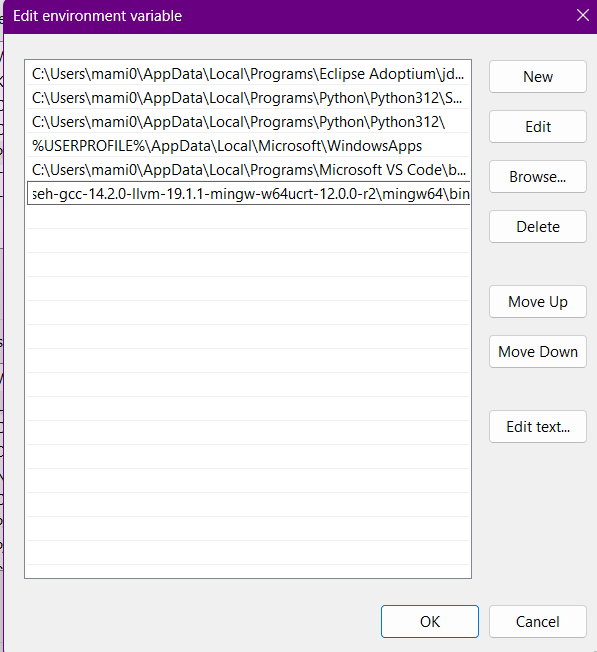 Edit environment variable
C:\Users\mami0\AppData\Local\Programs\Eclipse Adoptium\jd...
C:\Users\mami0\AppData\Local\Programs\Python\Python312\S...
C:\Users\mami0\AppData\Local\Programs\Python\Python312\
%USERPROFILE%\AppData\Local\Microsoft\WindowsApps
C:\Users\mami0\AppData\Local\Programs\Microsoft VS Code\b...
seh-gcc-14.2.0-llvm-19.1.1-mingw-w64ucrt-12.0.0-r2\mingw64\bin
New
Edit
Browse...
Delete
Move Up
Move Down
Edit text...
OK
Cancel